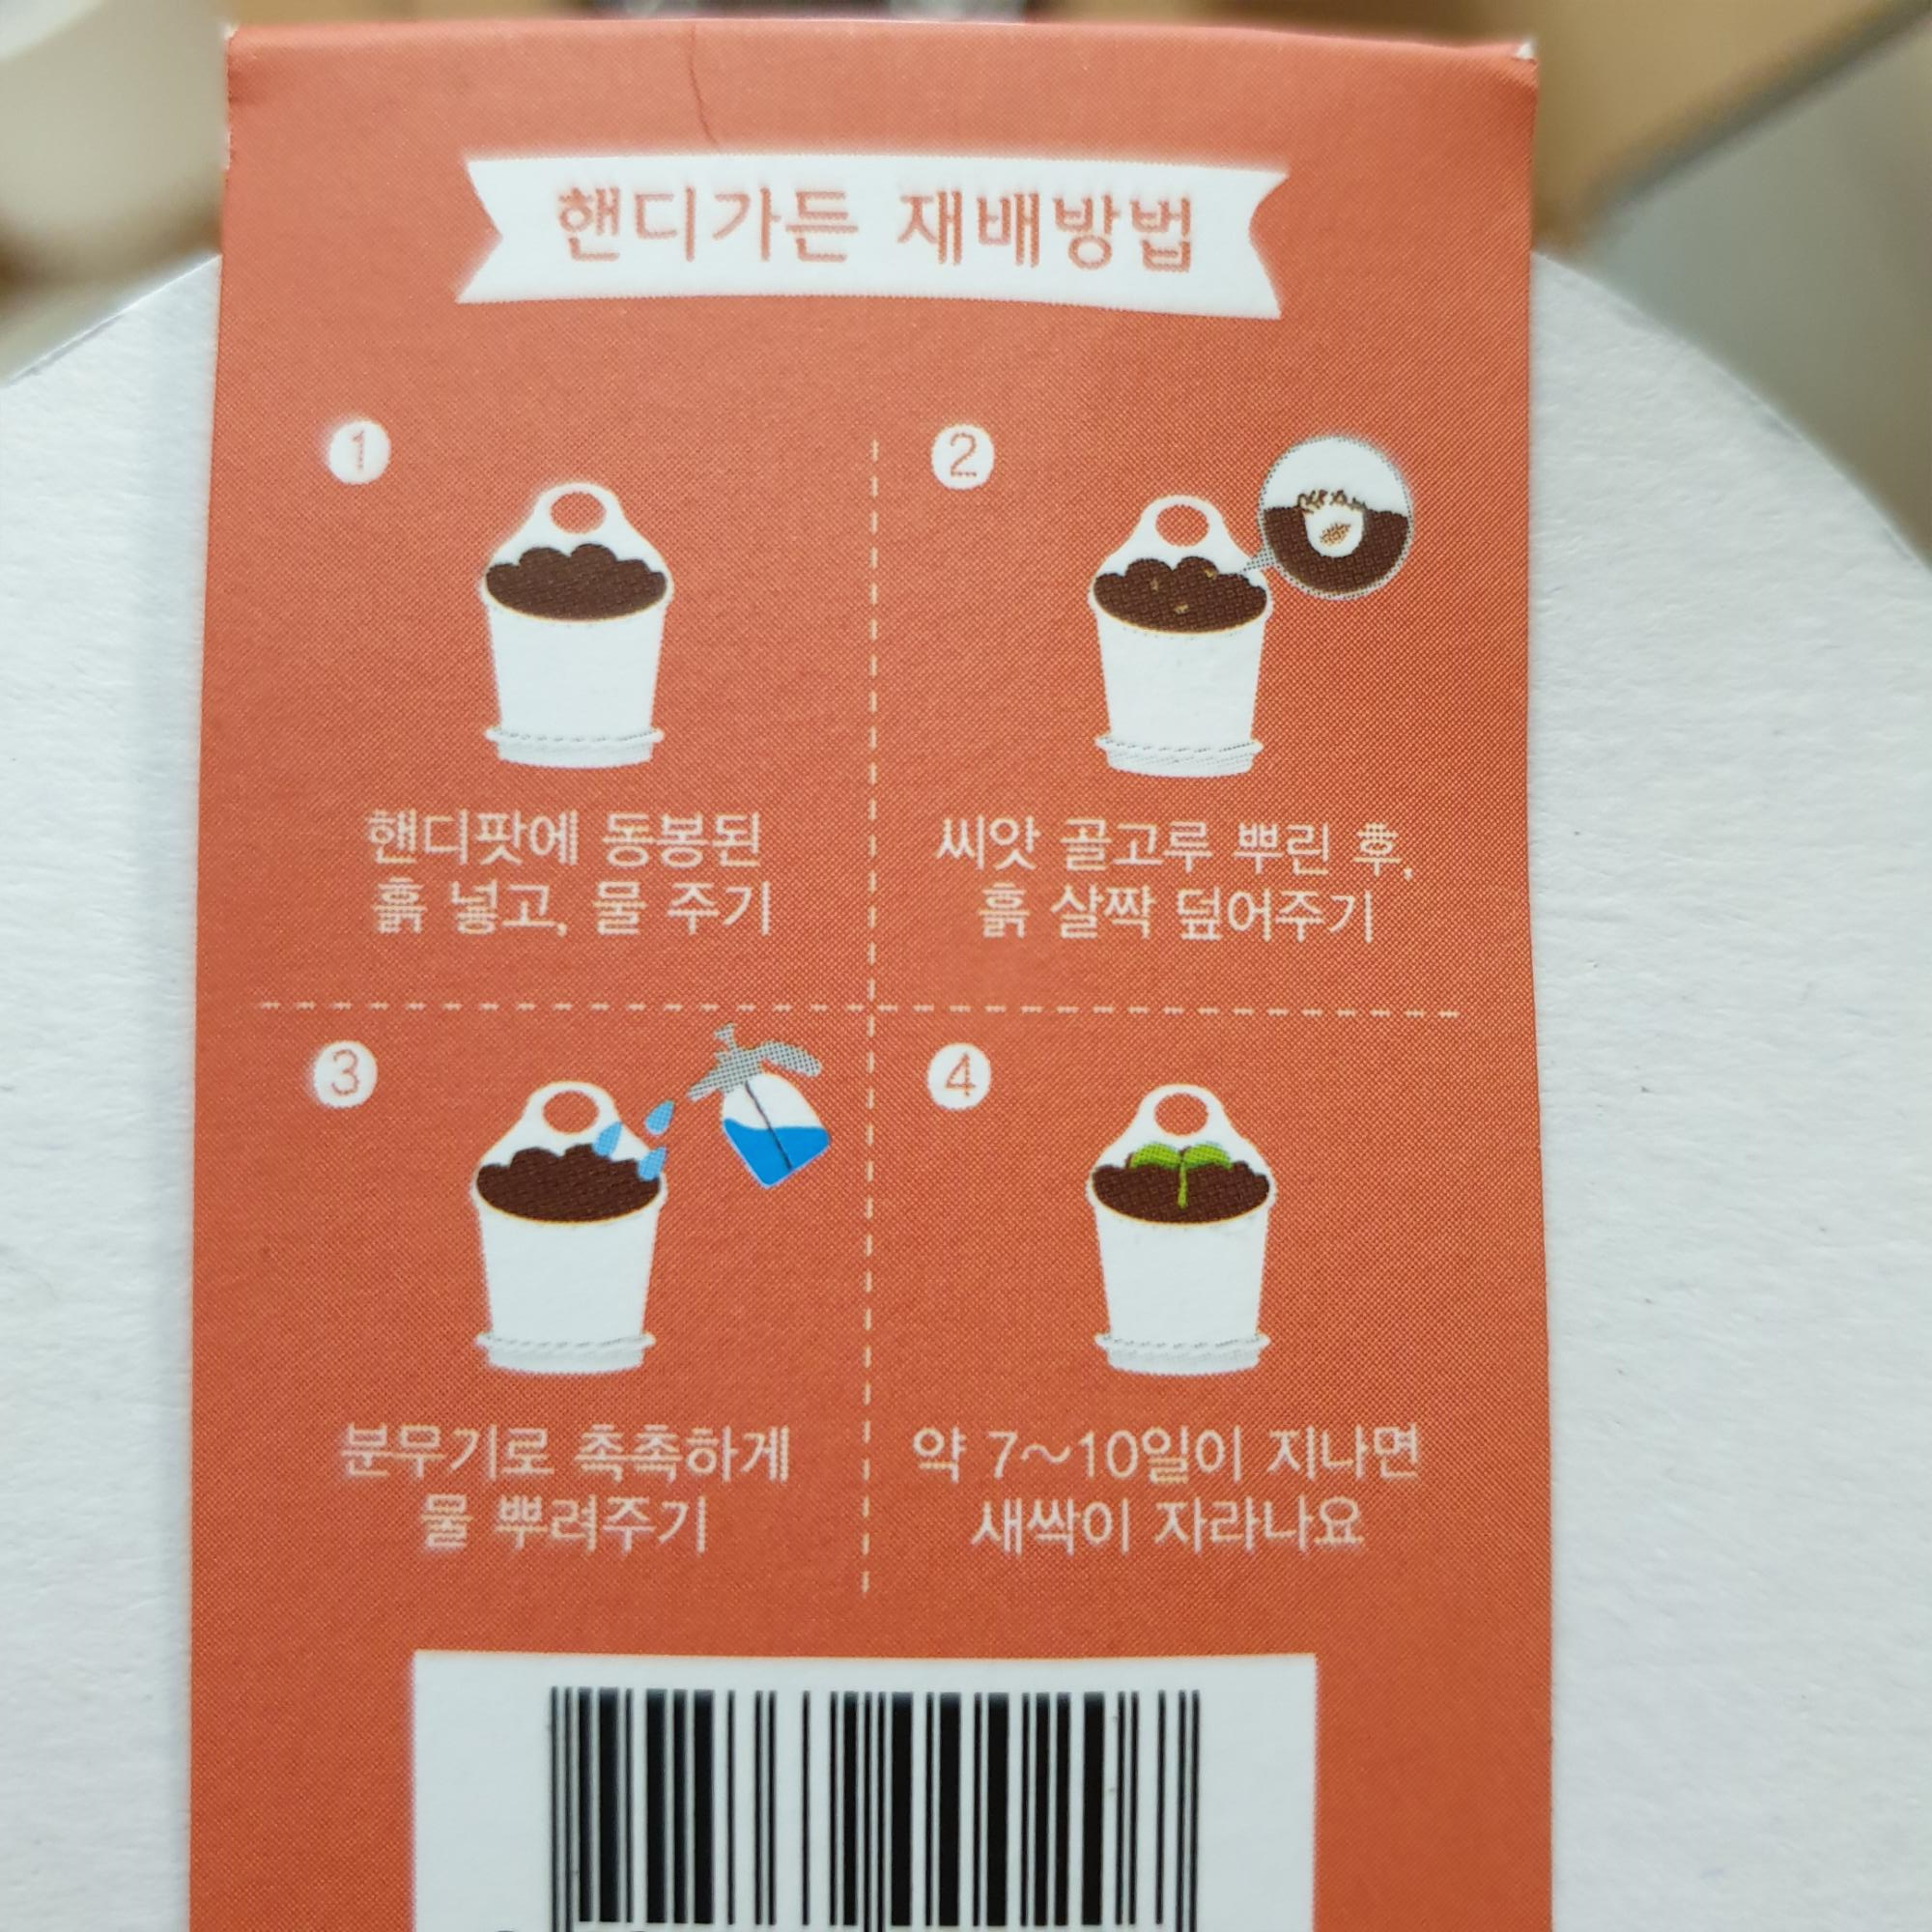 핸디가든 재배방법
1
핸디팟에 동봉된
흙 넣고, 물 주기
2
씨앗 골고루 뿌린 후,
흙 살짝 덮어주기
3
분무기로 촉촉하게
물 뿌려주기
4
약 7~10일이 지나면
새싹이 자라나요